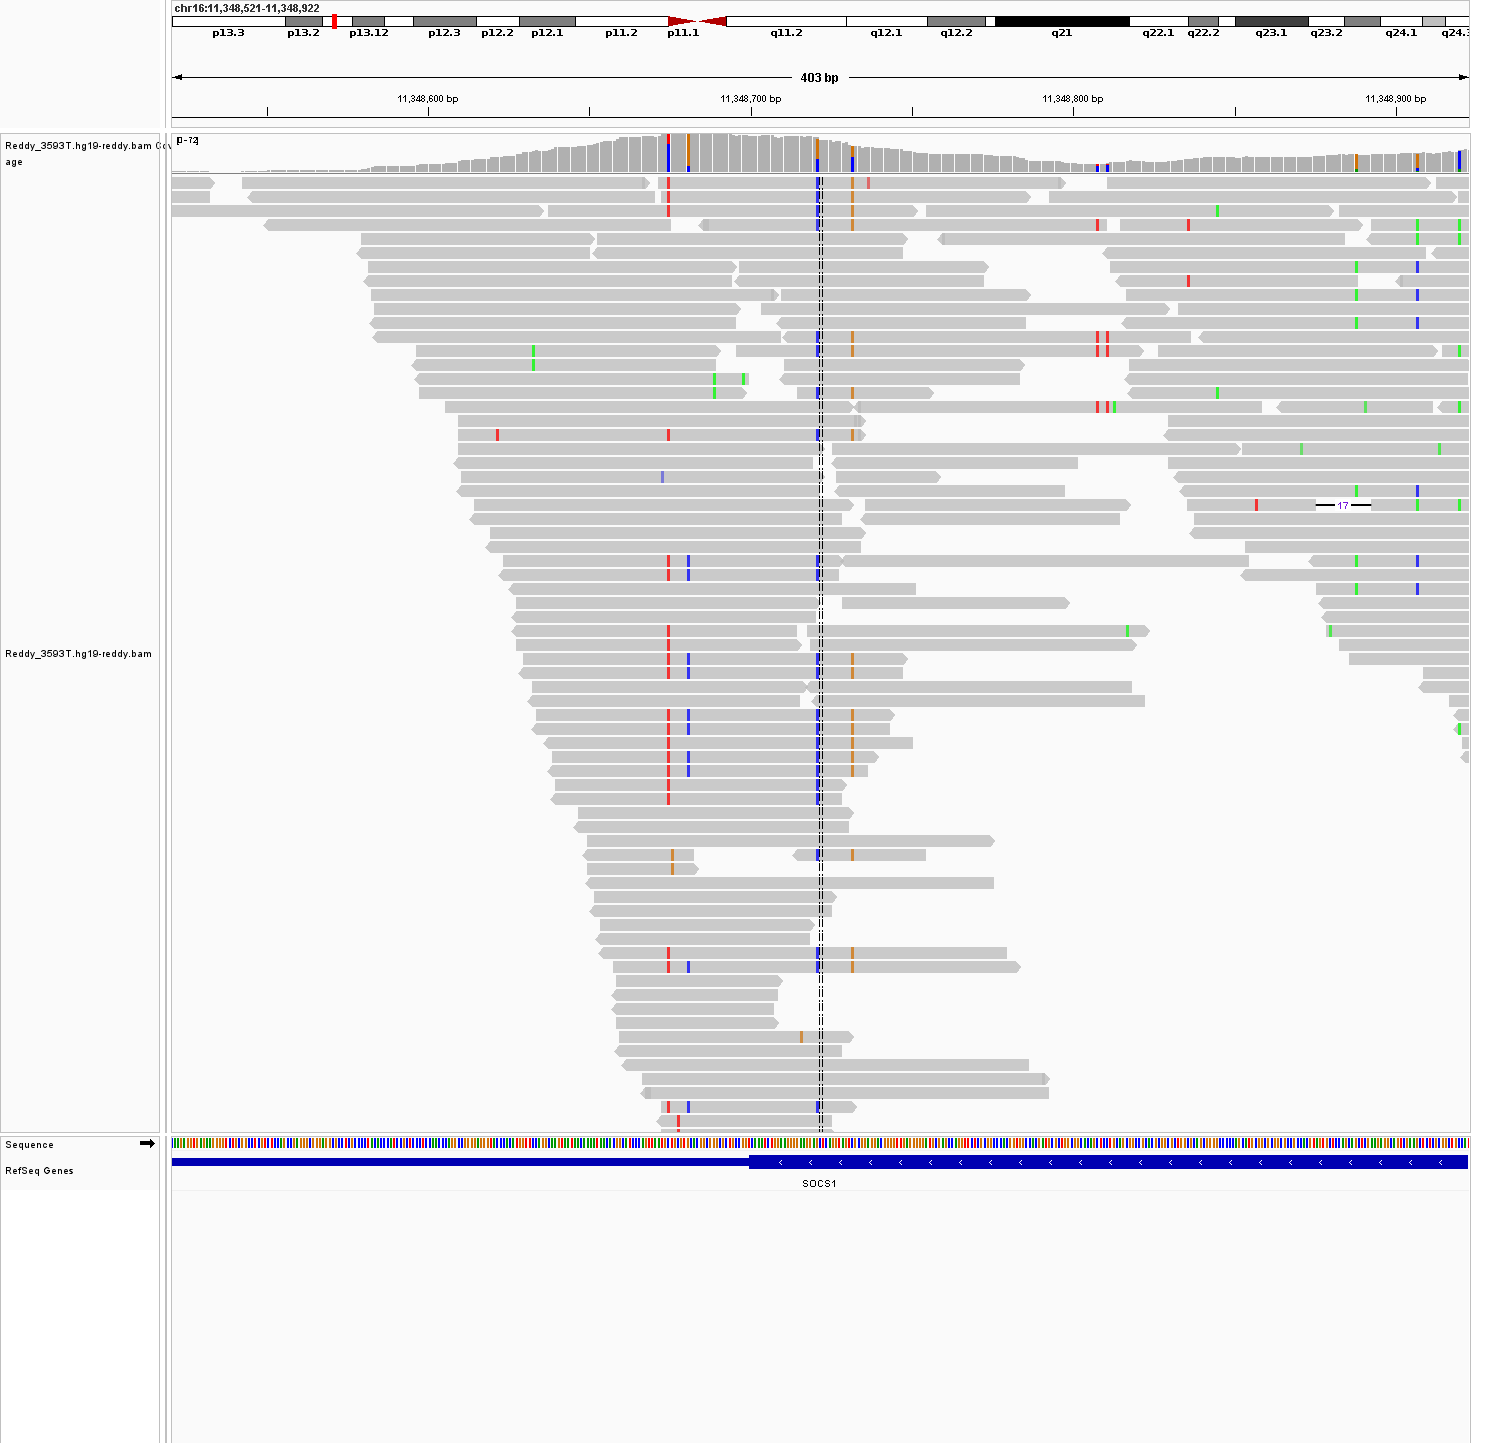 chr16:11,348,521-11,348,922
p13.3 p13.2 p13.12 p12.3 p12.2 p12.1 p11.2 p11.1 q11.2 q12.1 q12.2 q21 q22.1 q22.2 q23.1 q23.2 q24.1 q24.3
403 bp
11,348,600 bp 11,348,700 bp 11,348,800 bp 11,348,900 bp
[0-72]
Reddy_3593T.hg19-reddy.bam Cov
age
17
Reddy_3593T.hg19-reddy.bam
Sequence
RefSeq Genes
SOCS1